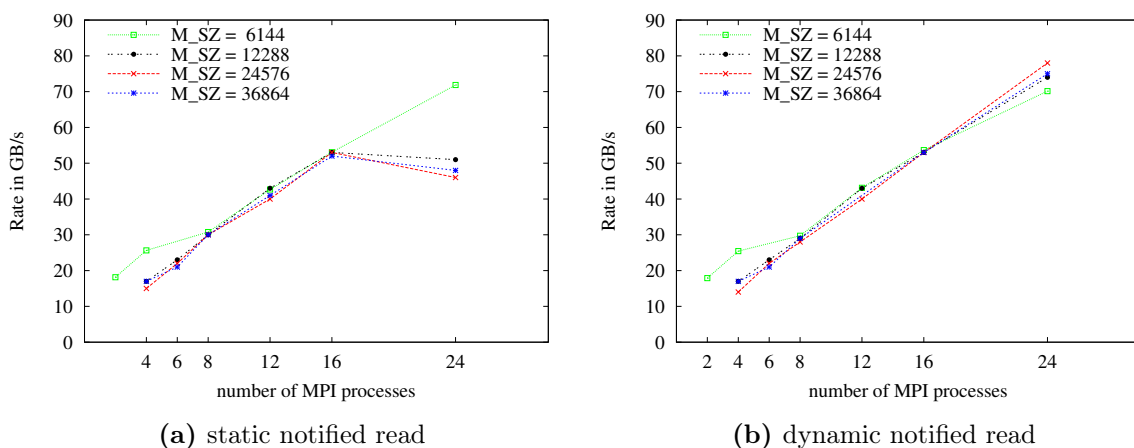 90
80
70
60
50
40
30
20
10
0
Rate in GB/s
M_SZ = 6144
M_SZ = 12288
M_SZ = 24576
M_SZ = 36864
4 6 8 12 16 24
number of MPI processes
(a) static notified read
90
80
70
60
50
40
30
20
10
0
Rate in GB/s
M_SZ = 6144
M_SZ = 12288
M_SZ = 24576
M_SZ = 36864
2 4 6 8 12 16 24
number of MPI processes
(b) dynamic notified read